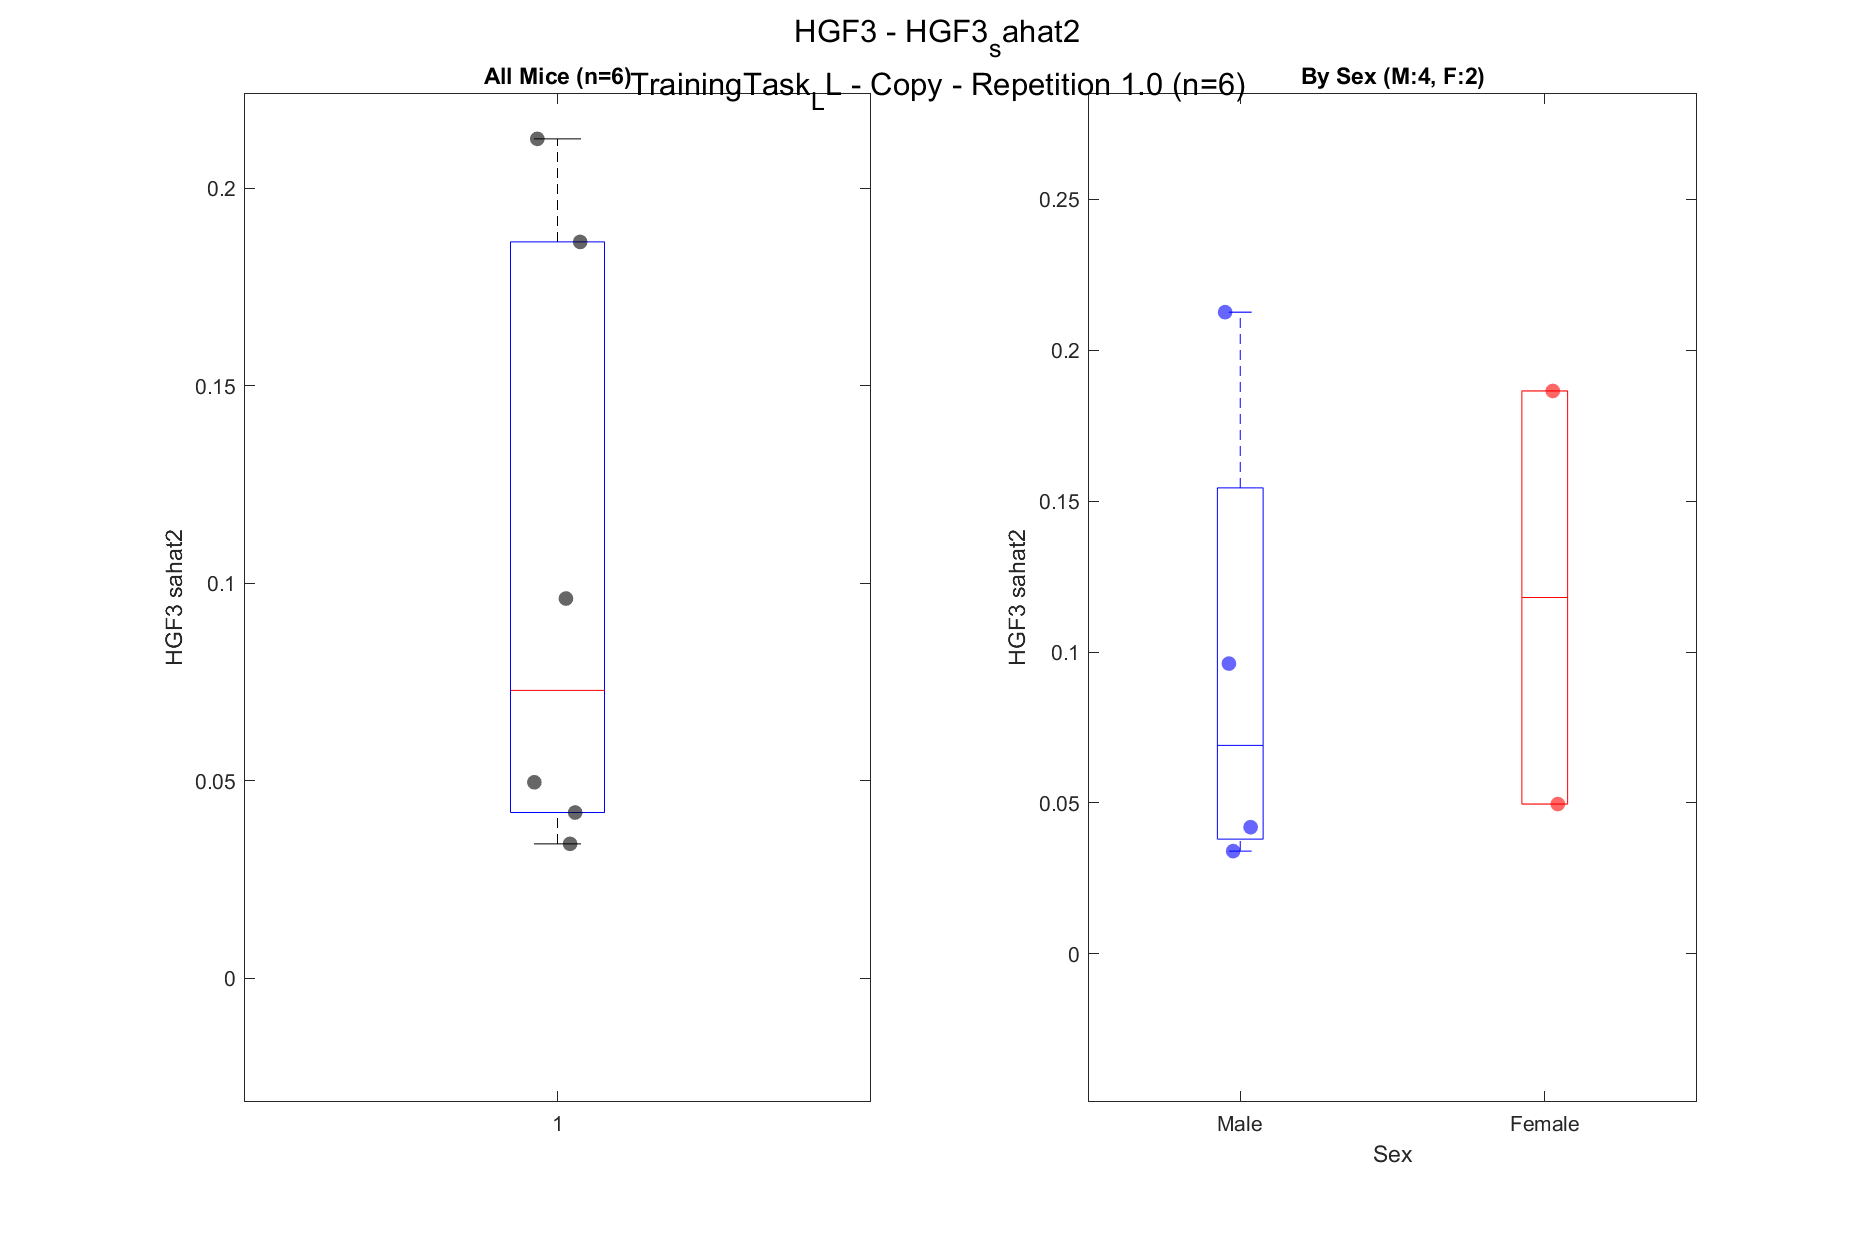 HGF3 - HGF3sahat2
TrainingTaskLL - Copy - Repetition 1.0 (n=6)
All Mice (n=6)
0.2
0.15
0.1
0.05
0
HGF3 sahat2
1
By Sex (M:4, F:2)
0.25
0.2
0.15
0.1
0.05
0
HGF3 sahat2
Male Female
Sex